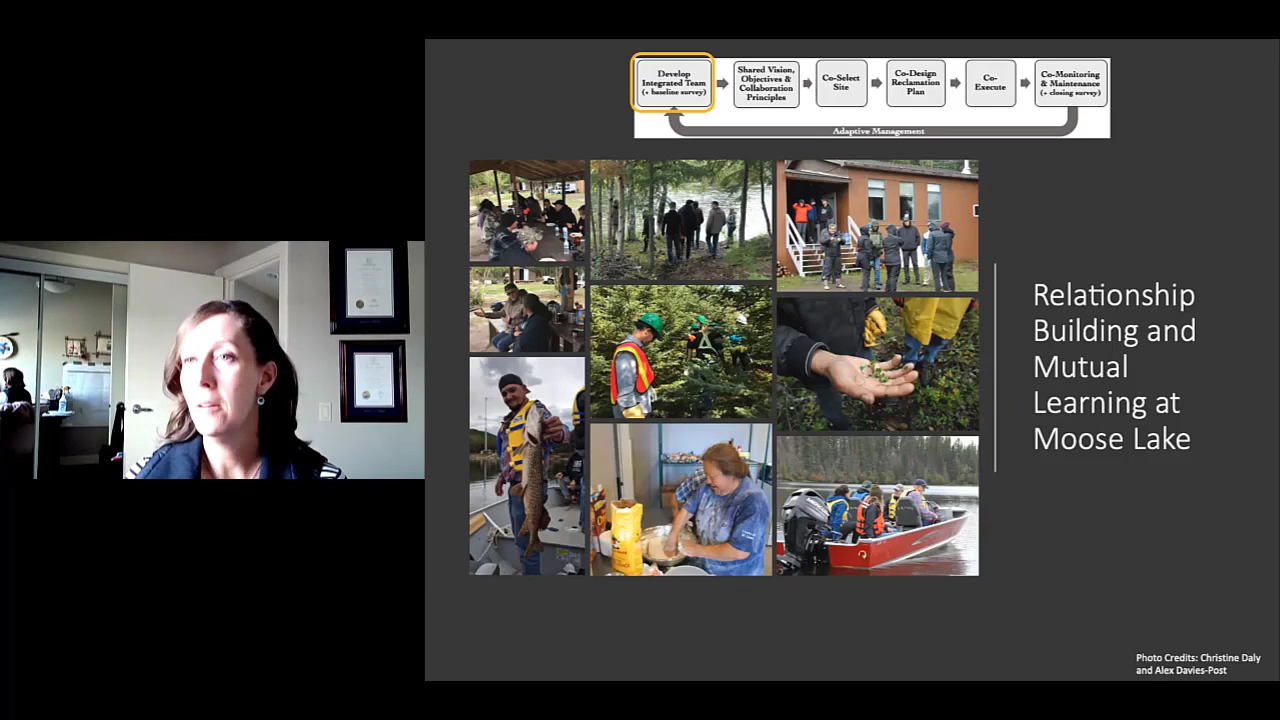 Develop
Integrated Team
(+ baseline survey)
Shared Vision,
Objectives &
Collaboration
Principles
Co-Select
Site
Co-Design
Reclamation
Plan
Co-
Execute
Co-Monitoring
& Maintenance
(+ closing survey)
Adaptive Management
Relationship
Building and
Mutual
Learning at
Moose Lake
Photo Credits: Christine Daly
and Alex Davies-Post